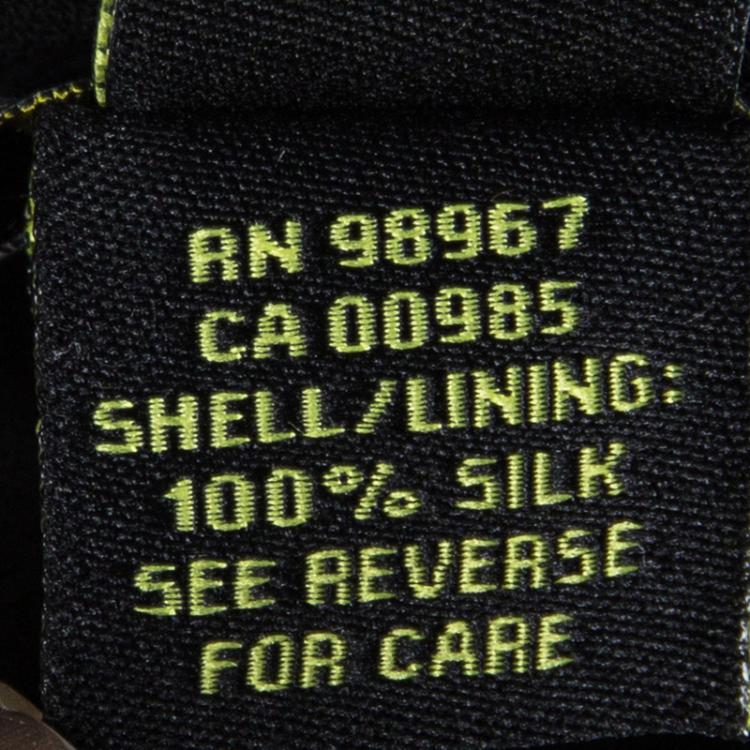 RN 98967
CA 00985
SHELL/LINING:
100% SILK
SEE REVERSE
FOR CARE